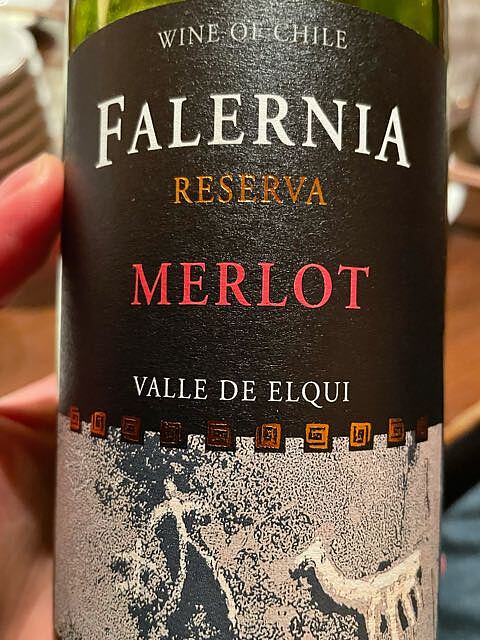 WINE OF CHILE
FALERNIA
RESERVA
MERLOT
VALLE DE ELQUI